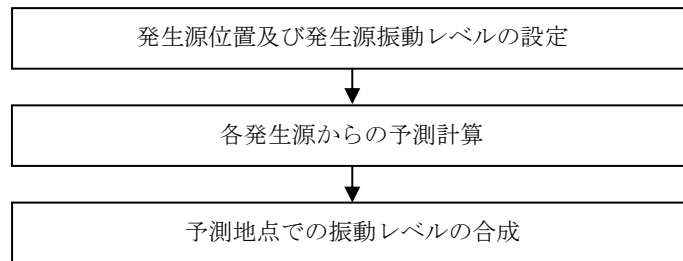 発生源位置及び発生源振動レベルの設定
各発生源からの予測計算
予測地点での振動レベルの合成